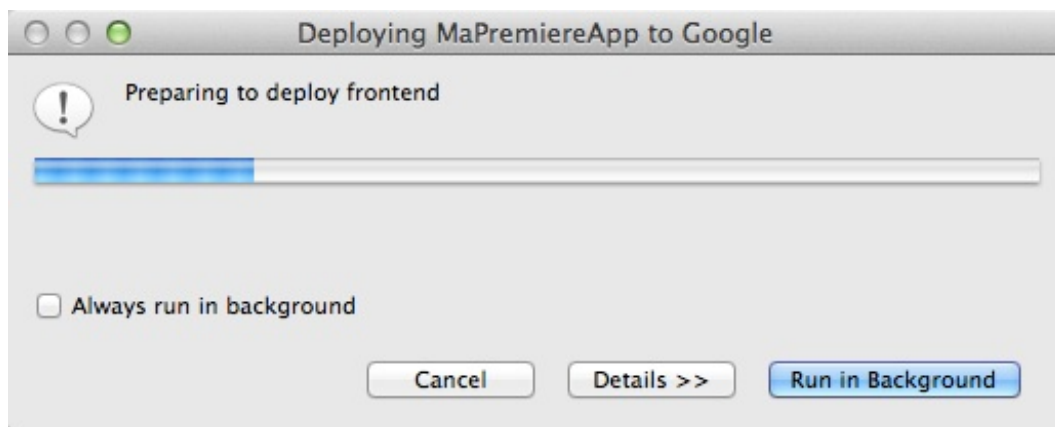 Deploying MaPremiereApp to Google
Preparing to deploy frontend
Always run in background
Cancel Details >> Run in Background